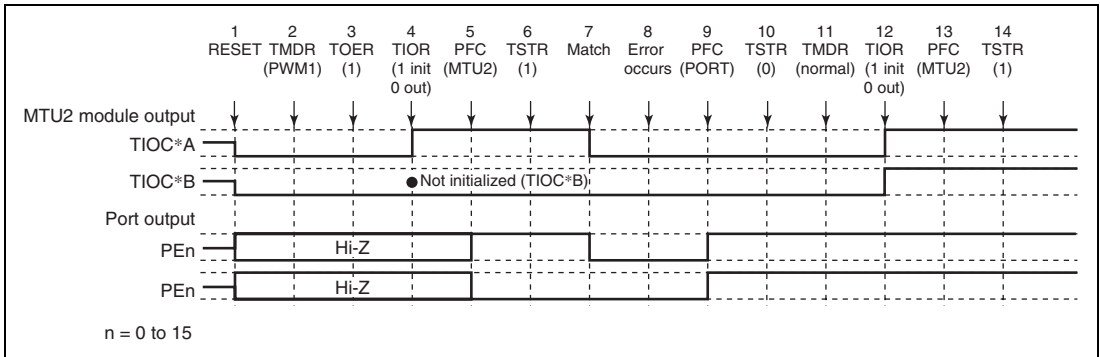 1 2 3 4 5 6 7 8 9 10 11 12 13 14
RESET TMDR TOER TIOR PFC TSTR Match Error PFC TSTR TMDR TIOR PFC TSTR
(PWM1) (1) (1 init (MTU2) (1) occurs (PORT) (0) (normal) (1 init (MTU2) (1)
0 out) 0 out)
MTU2 module output
TIOC*A
TIOC*B
Not initialized (TIOC*B)
Port output
PEn
Hi-Z
PEn
Hi-Z
n = 0 to 15